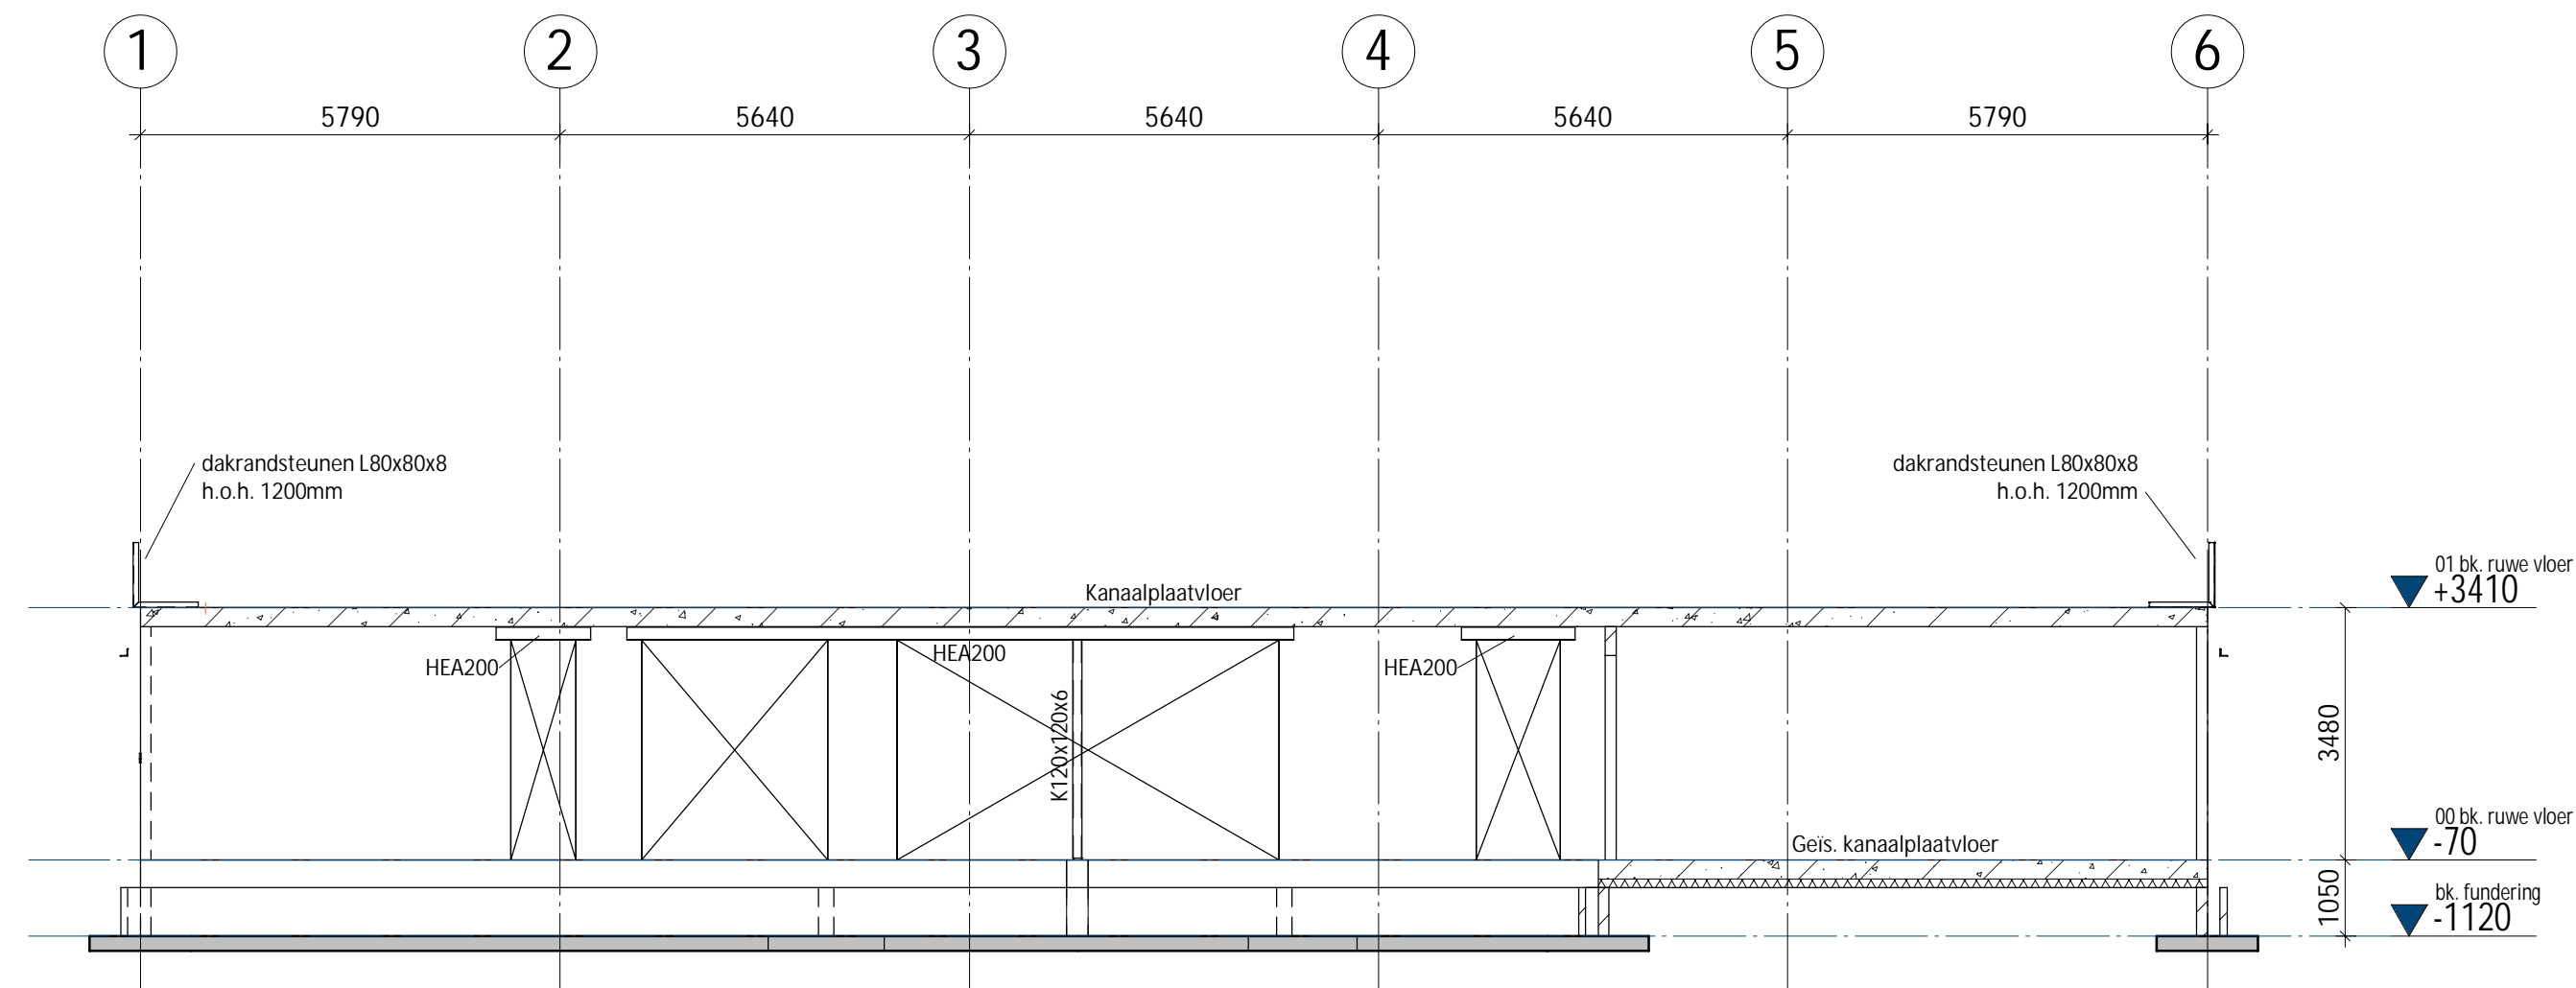 1 2 3 4 5 6
5790 5640 5640 5640 5790
dakrandsteunen L80x80x8
h.o.h. 1200mm
dakrandsteunen L80x80x8
h.o.h. 1200mm
01 bk. ruwe vloer
+3410
Kanaalplaatvloer
HEA200
HEA200
HEA200
K120x120x6
3480
00 bk. ruwe vloer
-70
Geïs. kanaalplaatvloer
1050
bk. fundering
-1120